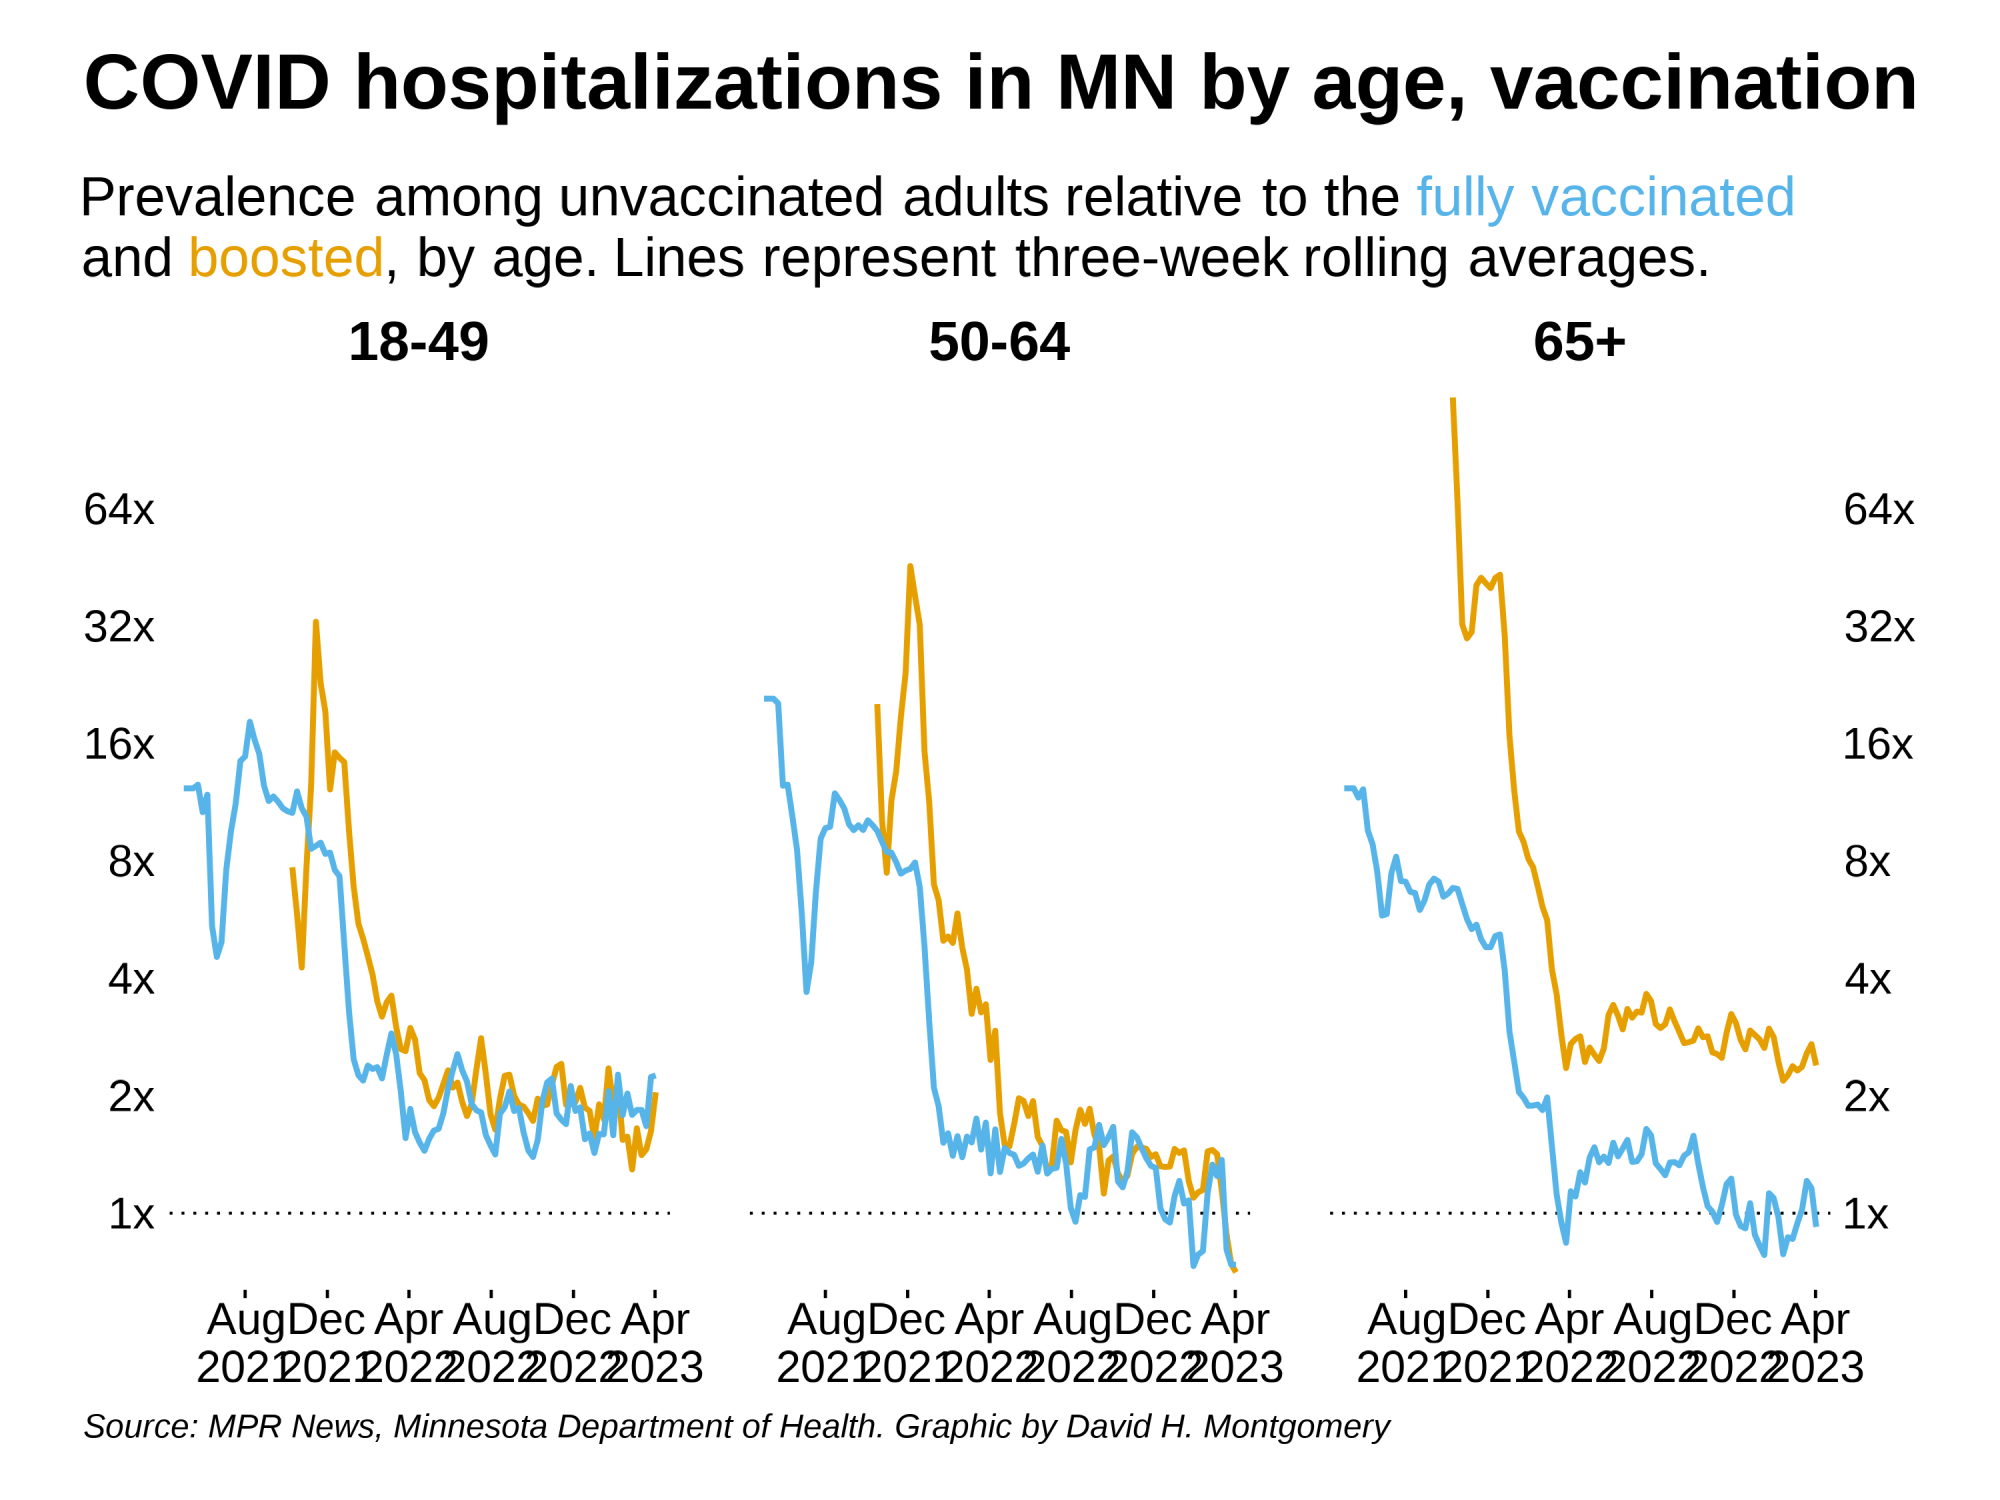 COVID hospitalizations in MN by age, vaccination
Prevalence among unvaccinated adults relative to the fully vaccinated
and boosted, by age. Lines represent three-week rolling averages.
18-49 50-64 65+
64x 64x
32x 32x
16x 16x
8x 8x
4x 4x
2x 2x
1x 1x
Aug Dec Apr Aug Dec Apr Aug Dec Apr Aug Dec Apr Aug Dec Apr Aug Dec Apr
2021 2021 2022 2022 2022 2023 2021 2021 2022 2022 2022 2023 2021 2021 2022 2022 2022 2023
Source: MPR News, Minnesota Department of Health. Graphic by David H. Montgomery